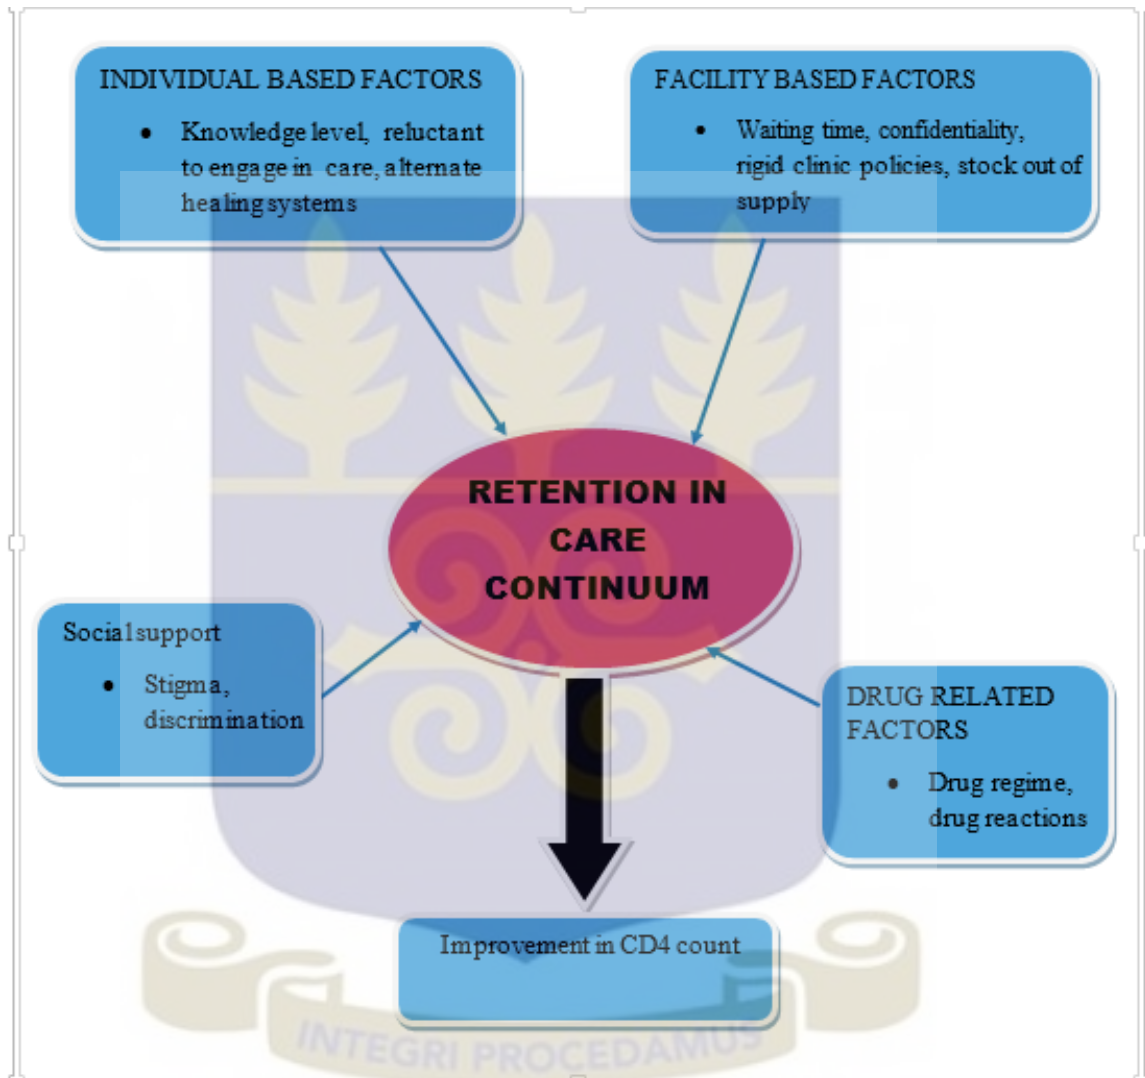 INDIVIDUAL BASED FACTORS
• Knowledge level, reluctant
to engage in care, alternate
healing systems
FACILITY BASED FACTORS
• Waiting time, confidentiality,
rigid clinic policies, stock out of
supply
RETENTION IN
CARE
CONTINUUM
Social support
• Stigma,
discrimination
DRUG RELATED
FACTORS
• Drug regime,
drug reactions
Improvement in CD4 count
INTEGRI PROCEDAMUS